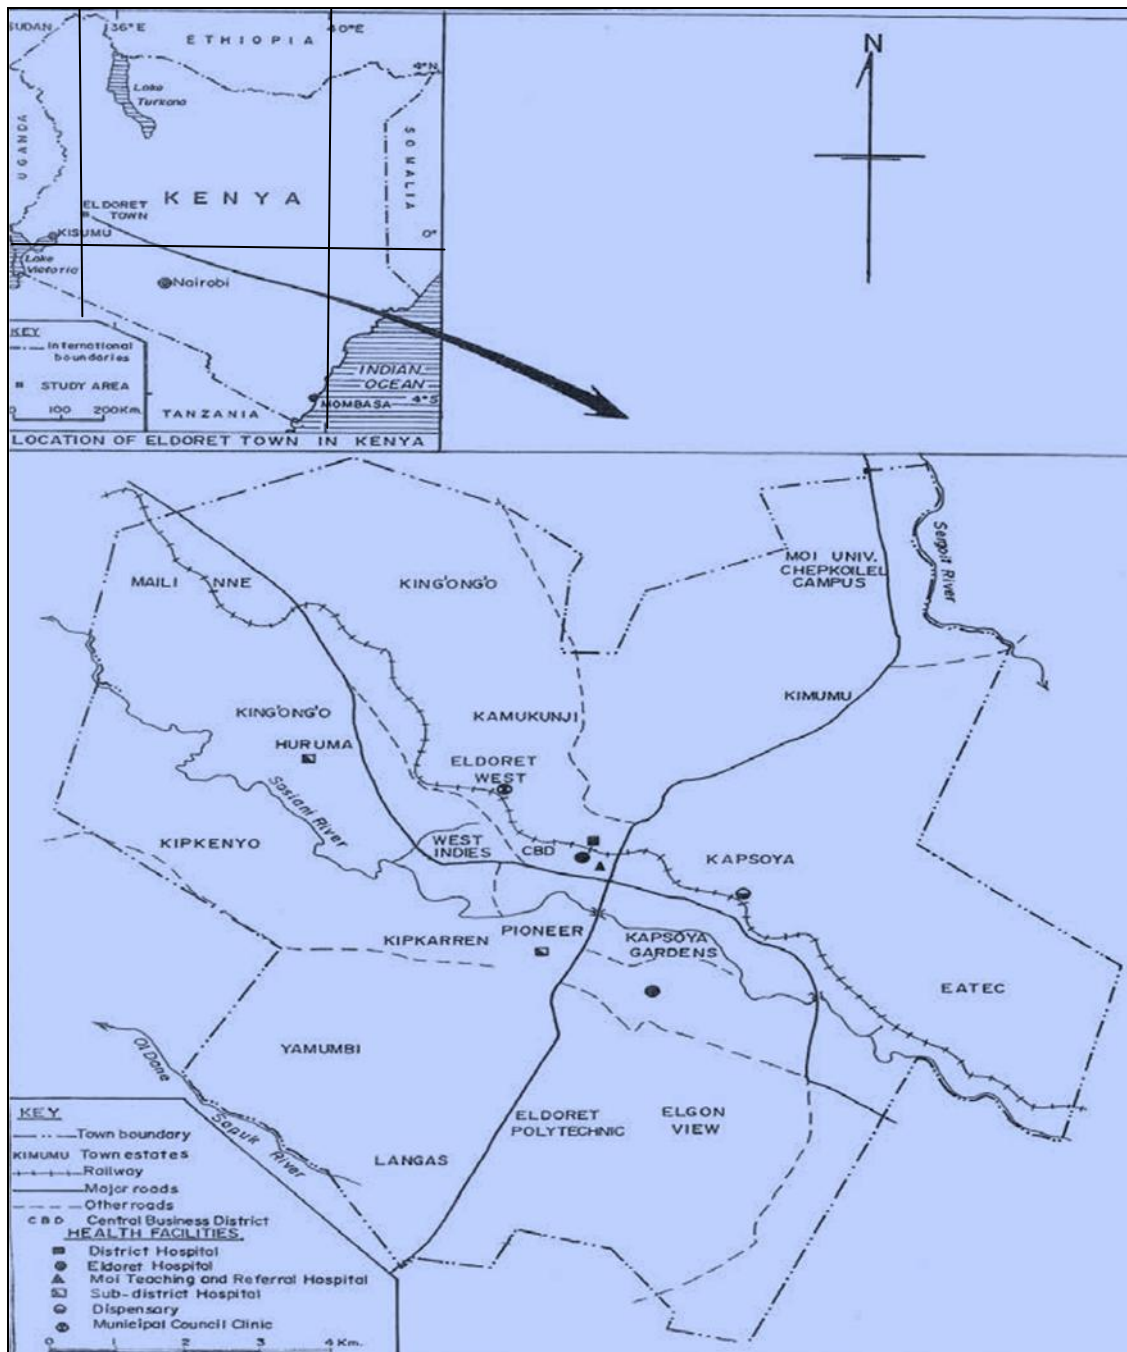 SUDAN
36°E
40°E
ETHIOPIA
4°N
Lake
Turkana
UGANDA
SOMALIA
KENYA
ELDORET
TOWN
KISUMU
0°
Lake
Victoria
Nairobi
KEY
International
boundaries
STUDY AREA
0 100 200Km.
INDIAN
OCEAN
4°S
MOMBASA
TANZANIA
LOCATION OF ELDORET TOWN IN KENYA
N
MAILI NNE
KING'ONG'O
MOI UNIV.
CHEPKOILEL
CAMPUS
Sergoit River
KIMUMU
KING'ONG'O
KAMUKUNJI
HURUMA
ELDORET
WEST
Sosiani River
KIPKENYO
WEST
INDIES
CBD
KAPSOYA
KIPKARREN
PIONEER
KAPSOYA
GARDENS
EATEC
YAMUMBI
Ol Dane
Sapuk
River
ELDORET
POLYTECHNIC
ELGON
VIEW
LANGAS
KEY
Town boundary
KIMUMU Town estates
Railway
Major roads
Other roads
CBD Central Business District
HEALTH FACILITIES
District Hospital
Eldoret Hospital
Moi Teaching and Referral Hospital
Sub-district Hospital
Dispensary
Municipal Council Clinic
0 1 2 3 4 Km.